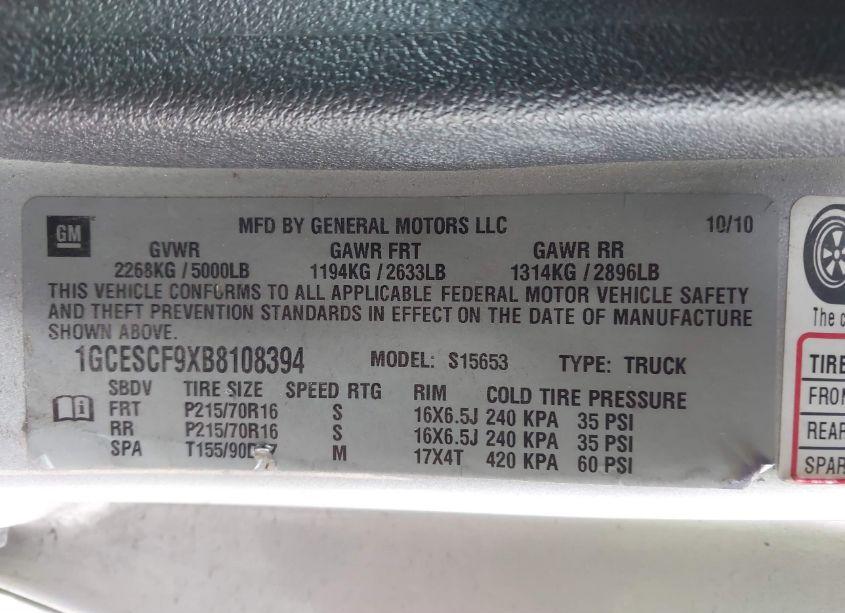 GM
MFD BY GENERAL MOTORS LLC 10/10
GVWR GAWR FRT GAWR RR
2268KG / 5000LB 1194KG / 2633LB 1314KG / 2896LB
THIS VEHICLE CONFORMS TO ALL APPLICABLE FEDERAL MOTOR VEHICLE SAFETY
AND THEFT PREVENTION STANDARDS IN EFFECT ON THE DATE OF MANUFACTURE
SHOWN ABOVE.
1GCESCF9XB8108394 MODEL: S15653 TYPE: TRUCK
SBDV TIRE SIZE SPEED RTG RIM COLD TIRE PRESSURE
FRT P215/70R16 S 16X6.5J 240 KPA 35 PSI
RR P215/70R16 S 16X6.5J 240 KPA 35 PSI
SPA M 17X4T 420 KPA 60 PSI
The
TIRE
REAR
SPAR